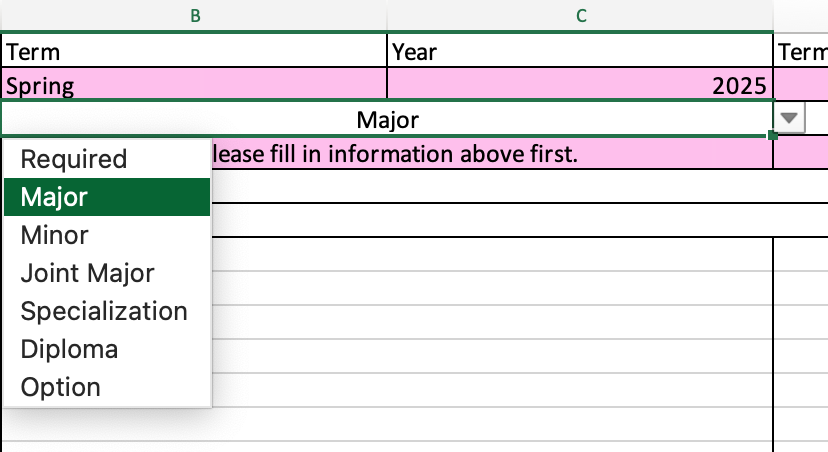 B C
Term Year Term
Spring 2025
Major
Required lease fill in information above first.
Major
Minor
Joint Major
Specialization
Diploma
Option